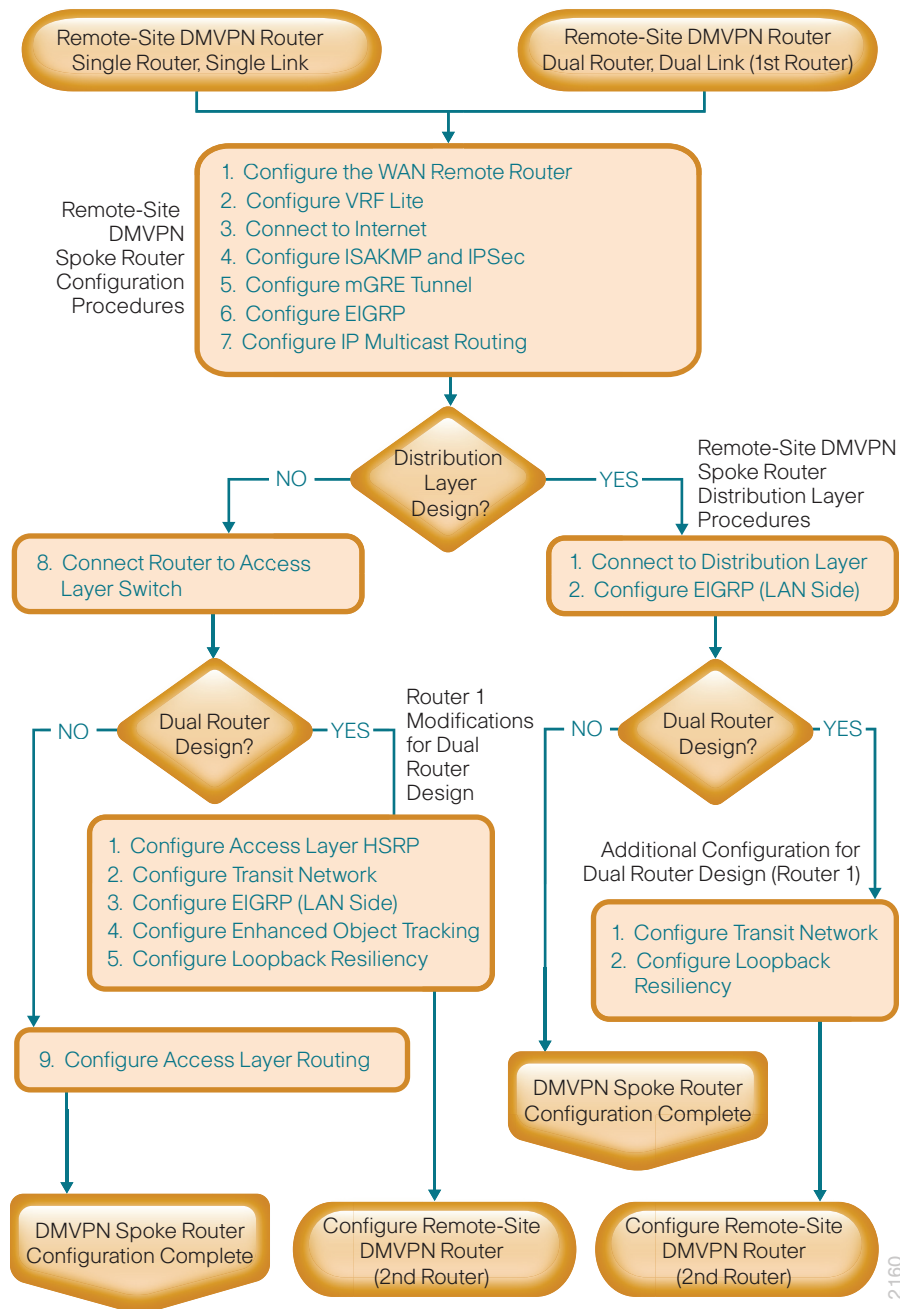 Remote-Site DMVPN Router
Single Router, Single Link
Remote-Site DMVPN Router
Dual Router, Dual Link (1st Router)
Remote-Site
DMVPN
Spoke Router
Configuration
Procedures
1. Configure the WAN Remote Router
2. Configure VRF Lite
3. Connect to Internet
4. Configure ISAKMP and IPSec
5. Configure mGRE Tunnel
6. Configure EIGRP
7. Configure IP Multicast Routing
Distribution
Layer
Design?
NO
YES
Remote-Site DMVPN
Spoke Router
Distribution Layer
Procedures
8. Connect Router to Access
Layer Switch
1. Connect to Distribution Layer
2. Configure EIGRP (LAN Side)
Dual Router
Design?
NO
YES
Router 1
Modifications
for Dual
Router
Design
Dual Router
Design?
NO
YES
1. Configure Access Layer HSRP
2. Configure Transit Network
3. Configure EIGRP (LAN Side)
4. Configure Enhanced Object Tracking
5. Configure Loopback Resiliency
Additional Configuration for
Dual Router Design (Router 1)
1. Configure Transit Network
2. Configure Loopback
Resiliency
9. Configure Access Layer Routing
DMVPN Spoke Router
Configuration Complete
DMVPN Spoke Router
Configuration Complete
Configure Remote-Site
DMVPN Router
(2nd Router)
Configure Remote-Site
DMVPN Router
(2nd Router)
2160